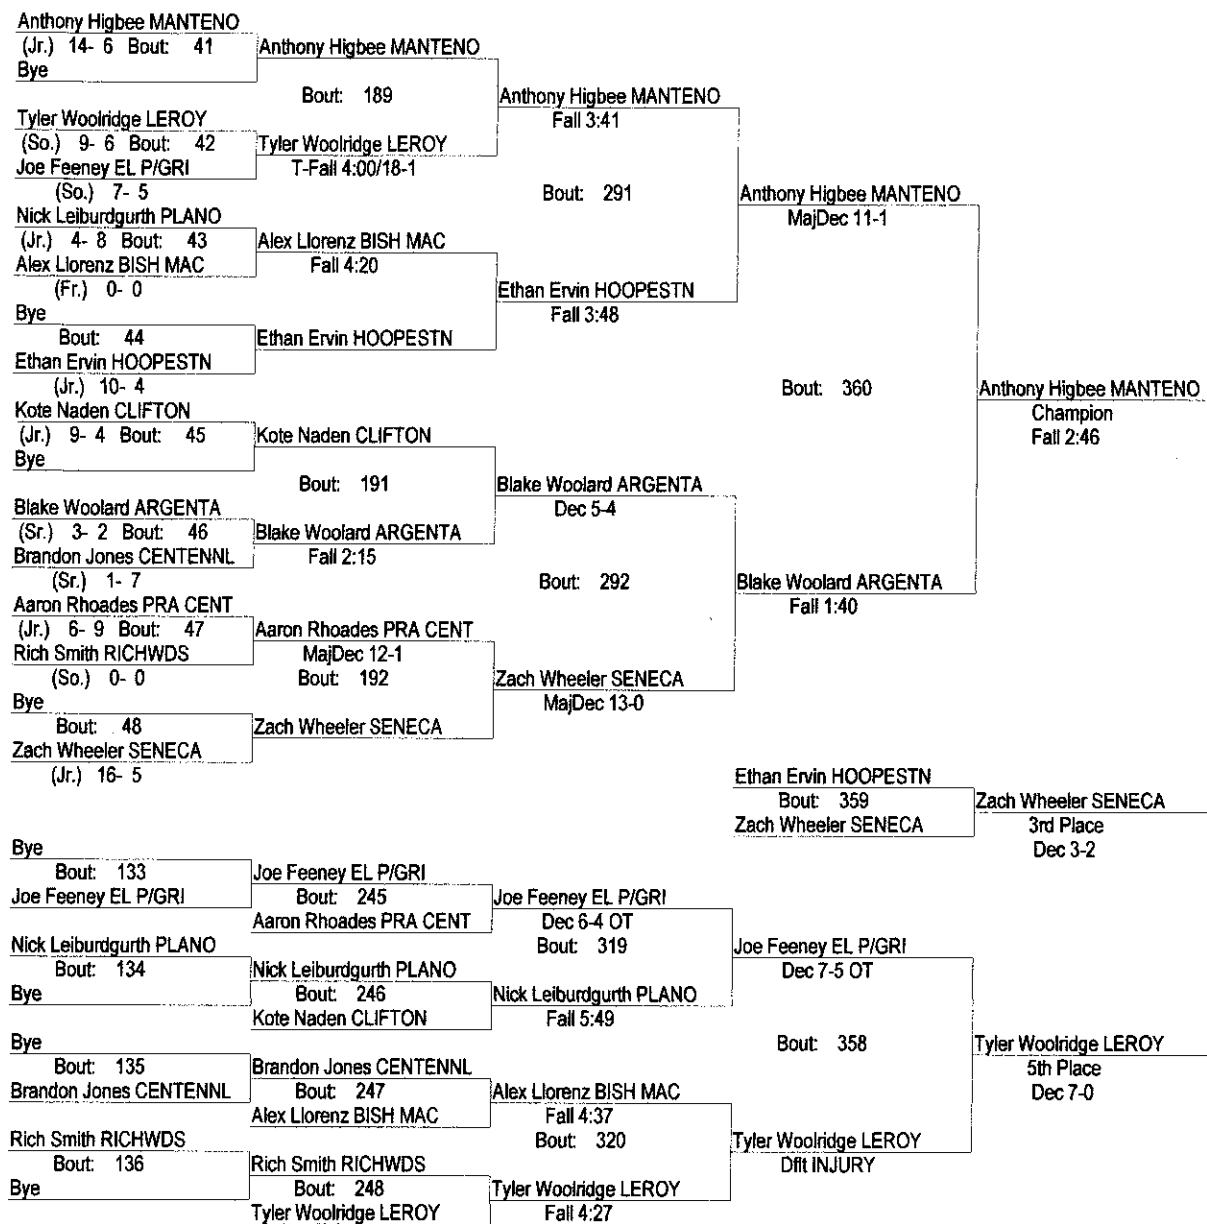 Anthony Higbee MANTENO
(Jr.) 14- 6 Bout: 41
Bye
Anthony Higbee MANTENO
Bout: 189
Tyler Woolridge LEROY
(So.) 9- 6 Bout: 42
Joe Feeney EL P/GRI
(So.) 7- 5
Tyler Woolridge LEROY
T-Fall 4:00/18-1
Anthony Higbee MANTENO
Fall 3:41
Bout: 291
Nick Leiburdgurth PLANO
(Jr.) 4- 8 Bout: 43
Alex Llorenz BISH MAC
(Fr.) 0- 0
Alex Llorenz BISH MAC
Fall 4:20
Bye
Bout: 44
Ethan Ervin HOOPESTN
(Jr.) 10- 4
Ethan Ervin HOOPESTN
Ethan Ervin HOOPESTN
Fall 3:48
Anthony Higbee MANTENO
MajDec 11-1
Bout: 360
Anthony Higbee MANTENO
Champion
Fall 2:46
Kote Naden CLIFTON
(Jr.) 9- 4 Bout: 45
Bye
Kote Naden CLIFTON
Bout: 191
Blake Woolard ARGENTA
(Sr.) 3- 2 Bout: 46
Brandon Jones CENTENNL
(Sr.) 1- 7
Blake Woolard ARGENTA
Fall 2:15
Blake Woolard ARGENTA
Dec 5-4
Bout: 292
Aaron Rhoades PRA CENT
(Jr.) 6- 9 Bout: 47
Rich Smith RICHWDS
(So.) 0- 0
Aaron Rhoades PRA CENT
MajDec 12-1
Bout: 192
Bye
Bout: 48
Zach Wheeler SENECA
(Jr.) 16- 5
Zach Wheeler SENECA
Zach Wheeler SENECA
MajDec 13-0
Blake Woolard ARGENTA
Fall 1:40
Ethan Ervin HOOPESTN
Bout: 359
Zach Wheeler SENECA
Zach Wheeler SENECA
3rd Place
Dec 3-2
Bye
Bout: 133
Joe Feeney EL P/GRI
Joe Feeney EL P/GRI
Bout: 245
Aaron Rhoades PRA CENT
Joe Feeney EL P/GRI
Dec 6-4 OT
Bout: 319
Nick Leiburdgurth PLANO
Bout: 134
Bye
Nick Leiburdgurth PLANO
Bout: 246
Kote Naden CLIFTON
Nick Leiburdgurth PLANO
Fall 5:49
Joe Feeney EL P/GRI
Dec 7-5 OT
Bout: 358
Tyler Woolridge LEROY
5th Place
Dec 7-0
Bye
Bout: 135
Brandon Jones CENTENNL
Brandon Jones CENTENNL
Bout: 247
Alex Llorenz BISH MAC
Alex Llorenz BISH MAC
Fall 4:37
Bout: 320
Rich Smith RICHWDS
Bout: 136
Bye
Rich Smith RICHWDS
Bout: 248
Tyler Woolridge LEROY
Tyler Woolridge LEROY
Fall 4:27
Tyler Woolridge LEROY
Dflt INJURY